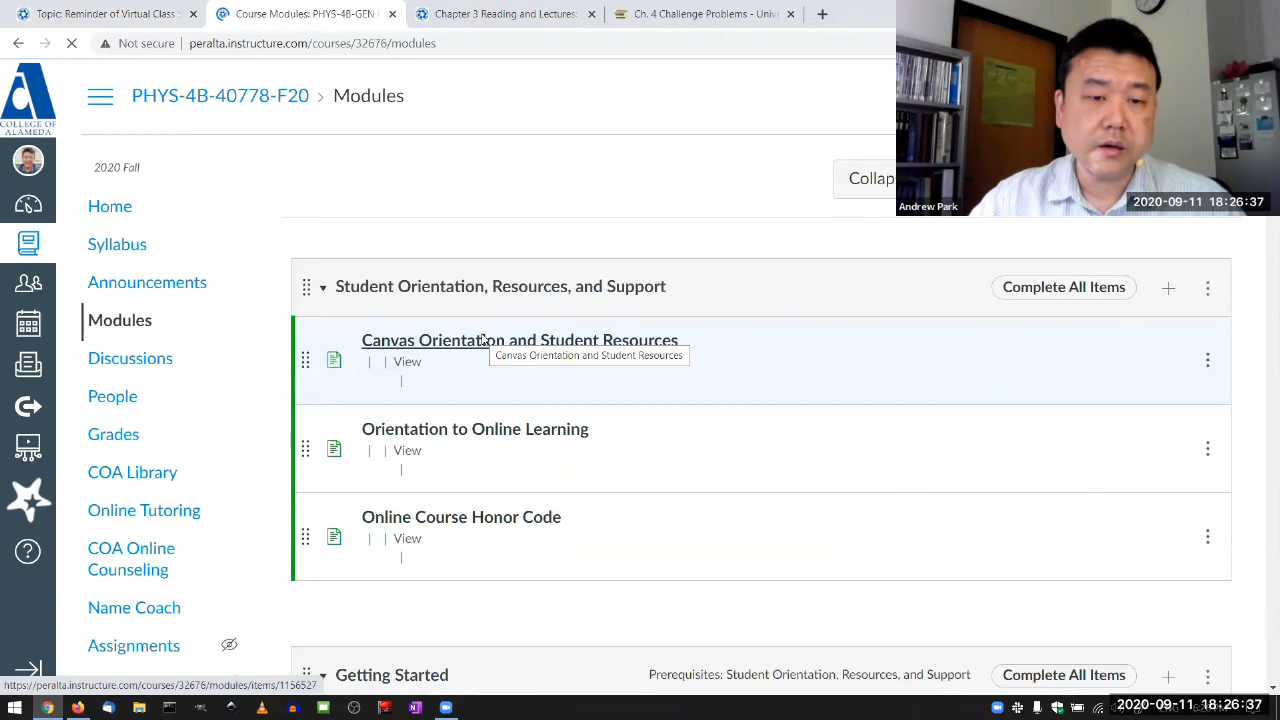 Topic Class
Course Modules: PHYS-4B-GEN
Chapter 3 Reading and Lectures:
Ch. 4 Challenge Problems - Univ
Not secure
peralta.instructure.com/courses/32676/modules
COLLEGE OF
ALAMEDA
PHYS-4B-40778-F20 › Modules
2020 Fall
Collap
Andrew Park
2020-09-11 18:26:37
Home
Syllabus
Announcements
Modules
Discussions
People
Grades
COA Library
Online Tutoring
COA Online
Counseling
Name Coach
Assignments
Student Orientation, Resources, and Support
Complete All Items
Canvas Orientation and Student Resources
Canvas Orientation and Student Resources
View
Orientation to Online Learning
View
Online Course Honor Code
View
Getting Started
Prerequisites: Student Orientation, Resources, and Support
Complete All Items
https://peralta.instructure.com/courses/32676/modules/items/1156527
2020-09-11 18:26:37